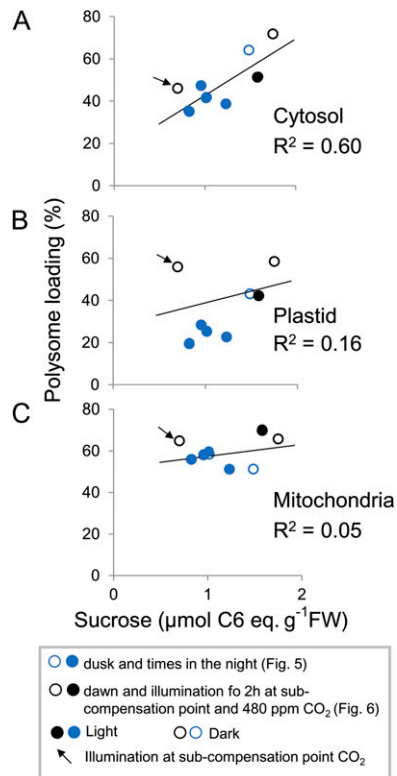 A
80
60
40
20
0
Cytosol
R² = 0.60
B
80
60
40
20
0
Plastid
R² = 0.16
C
80
60
40
20
0
Mitochondria
R² = 0.05
Polysome loading (%)
0 1 2
Sucrose (µmol C6 eq. g⁻¹FW)
dusk and times in the night (Fig. 5)
dawn and illumination fo 2h at sub-
compensation point and 480 ppm CO₂ (Fig. 6)
Light Dark
Illumination at sub-compensation point CO₂